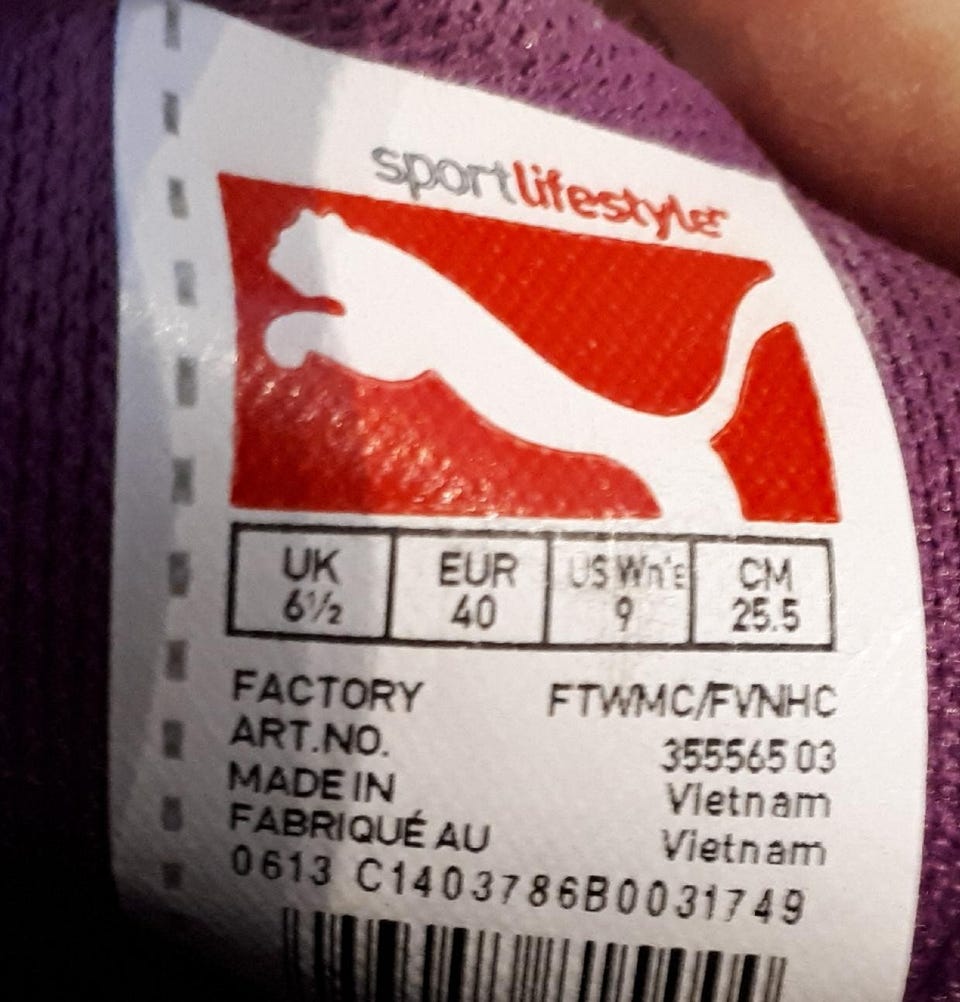 sportlifestyle
UK EUR US Wn's CM
6½ 40 9 25.5
FACTORY FTWMC/FVNHC
ART.NO. 355565 03
MADE IN Vietnam
FABRIQUÉ AU Vietnam
0613 C1403786B0031749